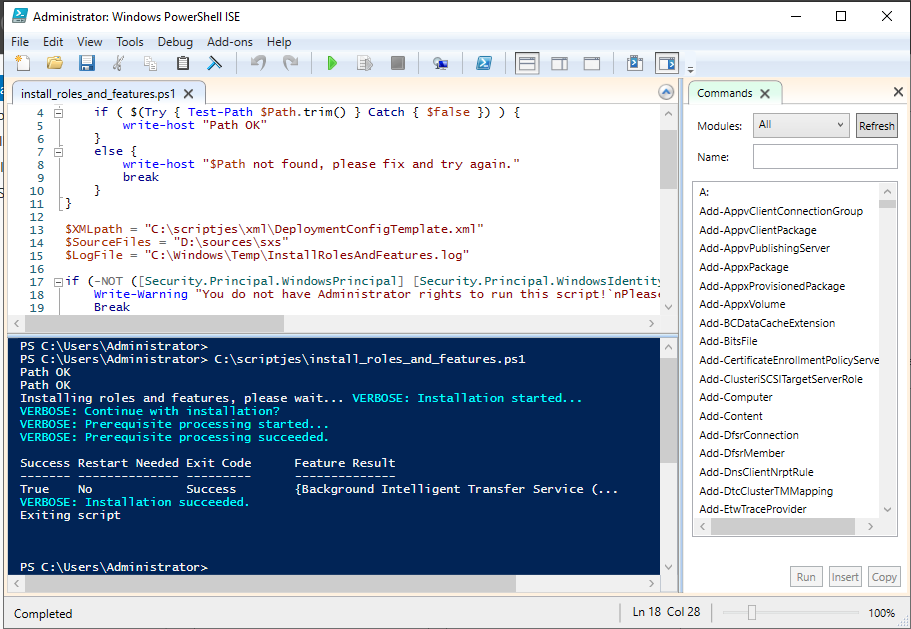 Administrator: Windows PowerShell ISE
File Edit View Tools Debug Add-ons Help
install_roles_and_features.ps1
4 if ( $(Try { Test-Path $Path.trim() } Catch { $false }) ) {
5 write-host "Path OK"
6 }
7 else {
8 write-host "$Path not found, please fix and try again."
9 break
10 }
11 }
12
13 $XMLpath = "C:\scriptjes\xml\DeploymentConfigTemplate.xml"
14 $SourceFiles = "D:\sources\sxs"
15 $LogFile = "C:\Windows\Temp\InstallRolesAndFeatures.log"
16
17 if (-NOT ([Security.Principal.WindowsPrincipal] [Security.Principal.WindowsIdentity
18 Write-Warning "You do not have Administrator rights to run this script!`nPlease
19 Break
PS C:\Users\Administrator>
PS C:\Users\Administrator> C:\scriptjes\install_roles_and_features.ps1
Path OK
Path OK
Installing roles and features, please wait... VERBOSE: Installation started...
VERBOSE: Continue with installation?
VERBOSE: Prerequisite processing started...
VERBOSE: Prerequisite processing succeeded.
Success Restart Needed Exit Code Feature Result
------- -------------- --------- --------------
True No Success {Background Intelligent Transfer Service (...
VERBOSE: Installation succeeded.
Exiting script
PS C:\Users\Administrator>
Commands
Modules: All Refresh
Name:
A:
Add-AppvClientConnectionGroup
Add-AppvClientPackage
Add-AppvPublishingServer
Add-AppxPackage
Add-AppxProvisionedPackage
Add-AppxVolume
Add-BCDataCacheExtension
Add-BitsFile
Add-CertificateEnrollmentPolicyServe
Add-ClusteriSCSITargetServerRole
Add-Computer
Add-Content
Add-DfsrConnection
Add-DfsrMember
Add-DnsClientNrptRule
Add-DtcClusterTMMapping
Add-EtwTraceProvider
Run Insert Copy
Completed
Ln 18 Col 28
100%